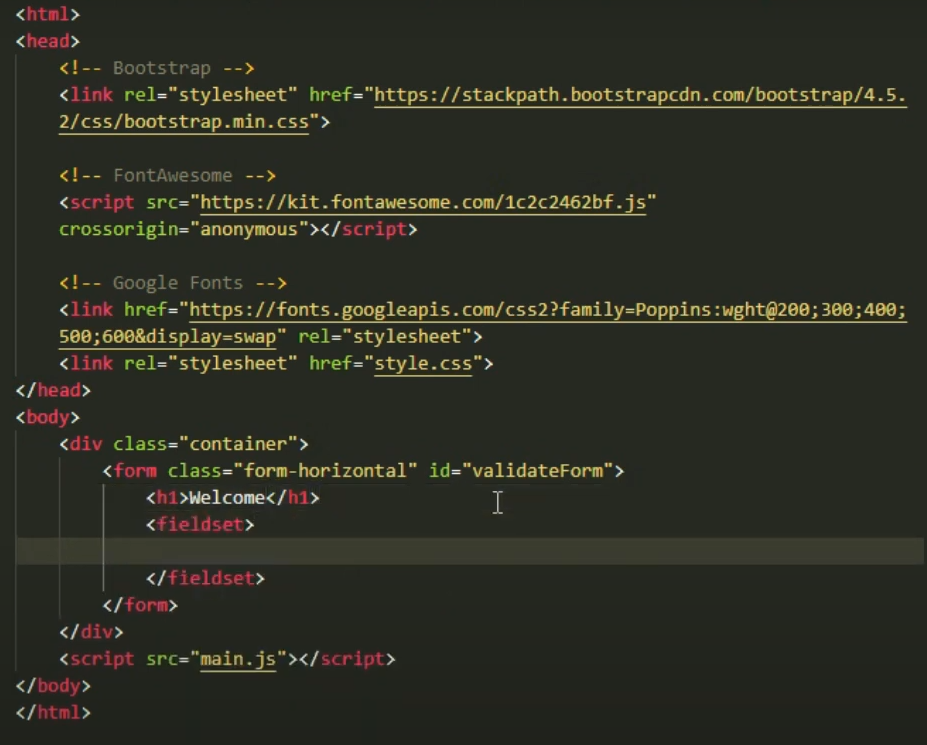 <html>
<head>
<!-- Bootstrap -->
<link rel="stylesheet" href="https://stackpath.bootstrapcdn.com/bootstrap/4.5.
2/css/bootstrap.min.css">
<!-- FontAwesome -->
<script src="https://kit.fontawesome.com/1c2c2462bf.js"
crossorigin="anonymous"></script>
<!-- Google Fonts -->
<link href="https://fonts.googleapis.com/css2?family=Poppins:wght@200;300;400;
500;600&display=swap" rel="stylesheet">
<link rel="stylesheet" href="style.css">
</head>
<body>
<div class="container">
<form class="form-horizontal" id="validateForm">
<h1>Welcome</h1>
<fieldset>
</fieldset>
</form>
</div>
<script src="main.js"></script>
</body>
</html>